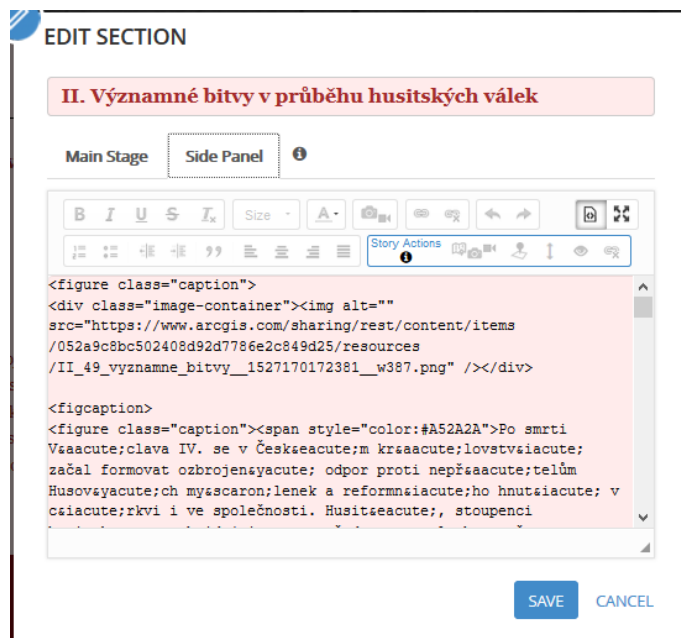 EDIT SECTION
II. Významné bitvy v průběhu husitských válek
Main Stage Side Panel
B I U S Tx Size A
Story Actions
<figure class="caption">
<div class="image-container"><img alt=""
src="https://www.arcgis.com/sharing/rest/content/items
/052a9c8bc502408d92d7786e2c849d25/resources
/II_49_vyznamne_bitvy__1527170172381__w387.png" /></div>
<figcaption>
<figure class="caption"><span style="color:#A52A2A">Po smrti
V&aacute;clava IV. se v Česk&eacute;m kr&aacute;lovstv&iacute;
začal formovat ozbrojen&yacute; odpor proti nepř&aacute;telům
Husov&yacute;ch my&scaron;lenek a reformn&iacute;ho hnut&iacute; v
c&iacute;rkvi i ve společnosti. Husit&eacute;, stoupenci
SAVE CANCEL